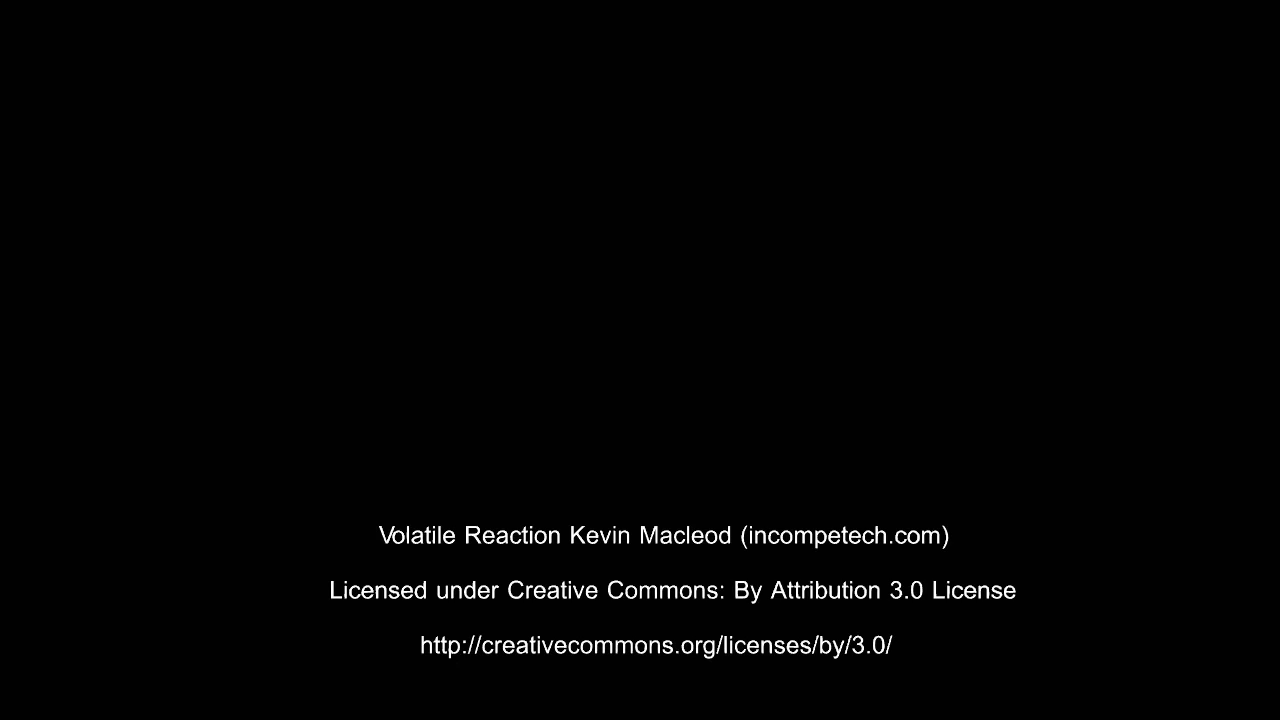 Volatile Reaction Kevin Macleod (incompetech.com)
Licensed under Creative Commons: By Attribution 3.0 License
http://creativecommons.org/licenses/by/3.0/